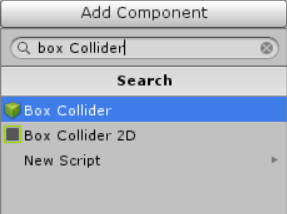 Add Component
box Collider
Search
Box Collider
Box Collider 2D
New Script